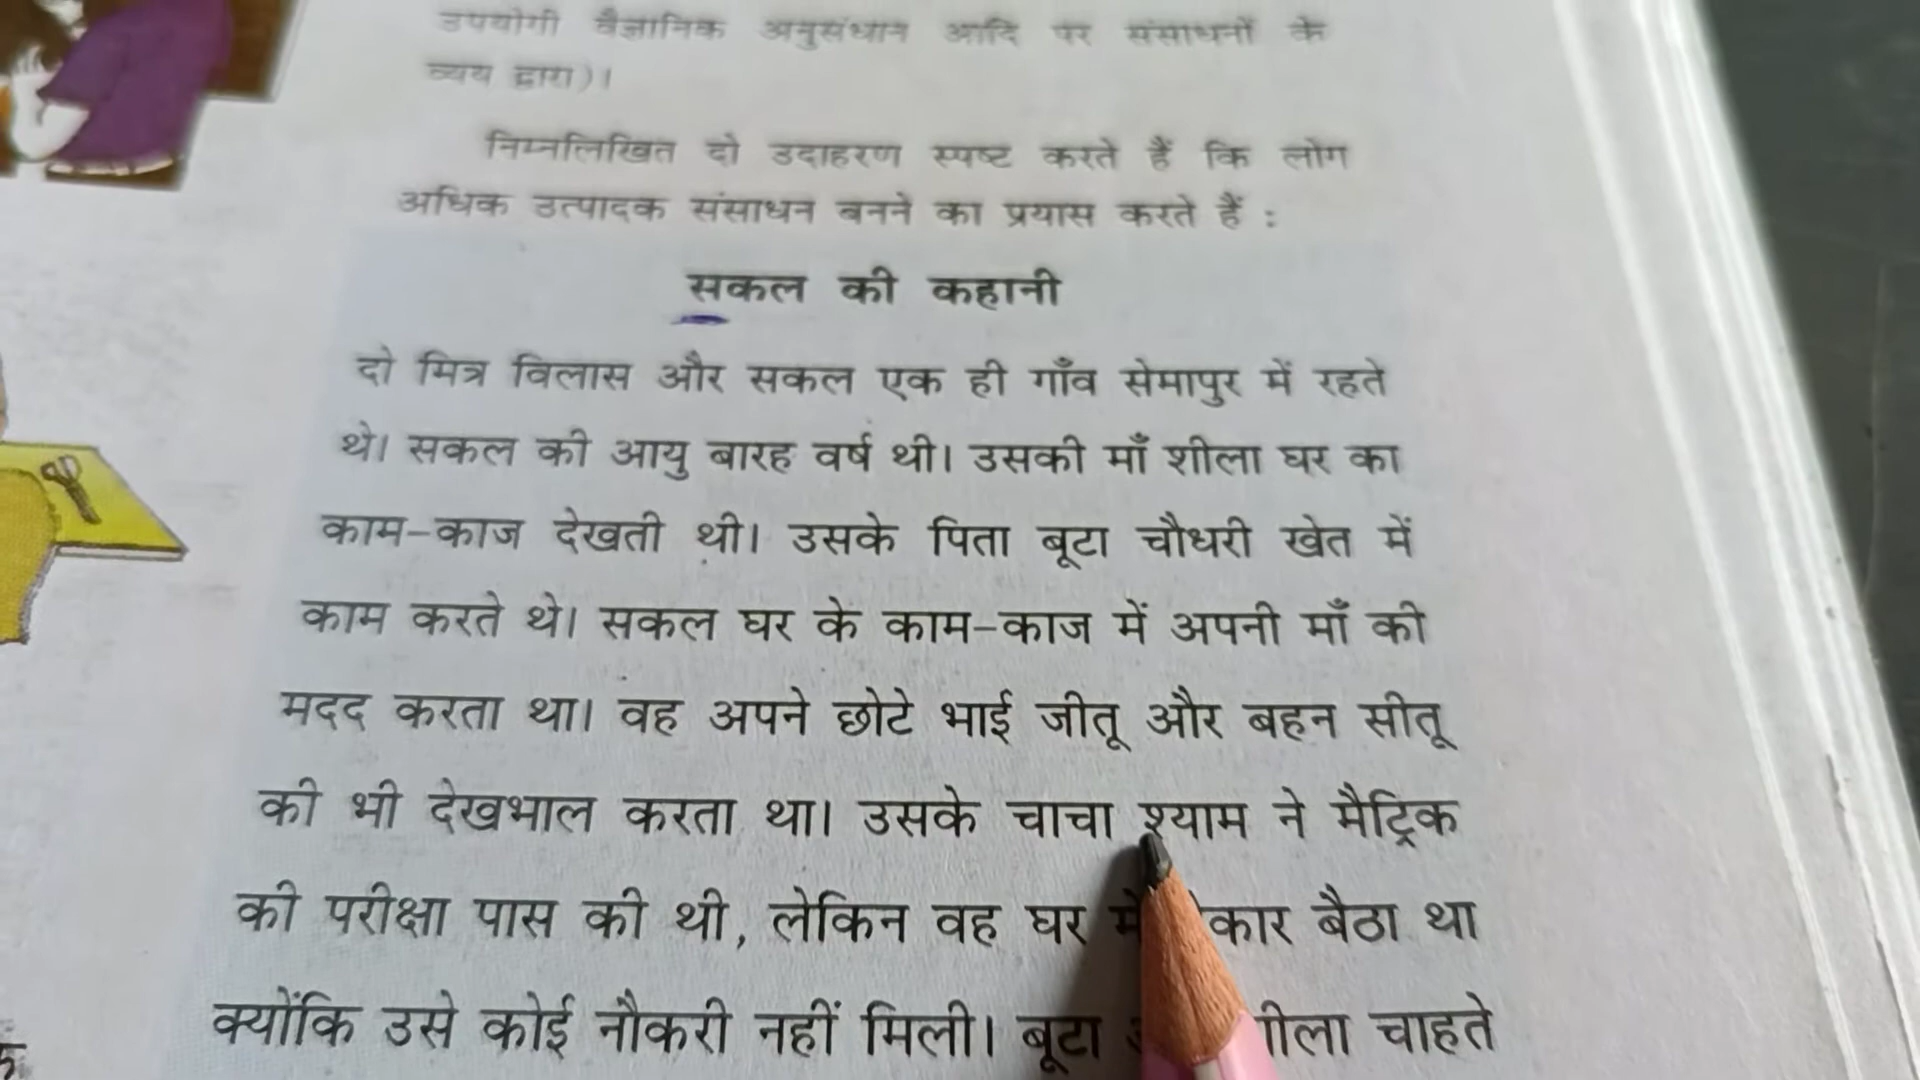 उपयोगी वैज्ञानिक अनुसंधान आदि पर संसाधनों के
व्यय द्वारा)।
निम्नलिखित दो उदाहरण स्पष्ट करते हैं कि लोग
अधिक उत्पादक संसाधन बनने का प्रयास करते हैं :
सकल की कहानी
दो मित्र विलास और सकल एक ही गाँव सेमापुर में रहते
थे। सकल की आयु बारह वर्ष थी। उसकी माँ शीला घर का
काम-काज देखती थी। उसके पिता बूटा चौधरी खेत में
काम करते थे। सकल घर के काम-काज में अपनी माँ की
मदद करता था। वह अपने छोटे भाई जीतू और बहन सीतू
की भी देखभाल करता था। उसके चाचा श्याम ने मैट्रिक
की परीक्षा पास की थी, लेकिन वह घर में बैठा था
क्योंकि उसे कोई नौकरी नहीं मिली। बूटा चाहते